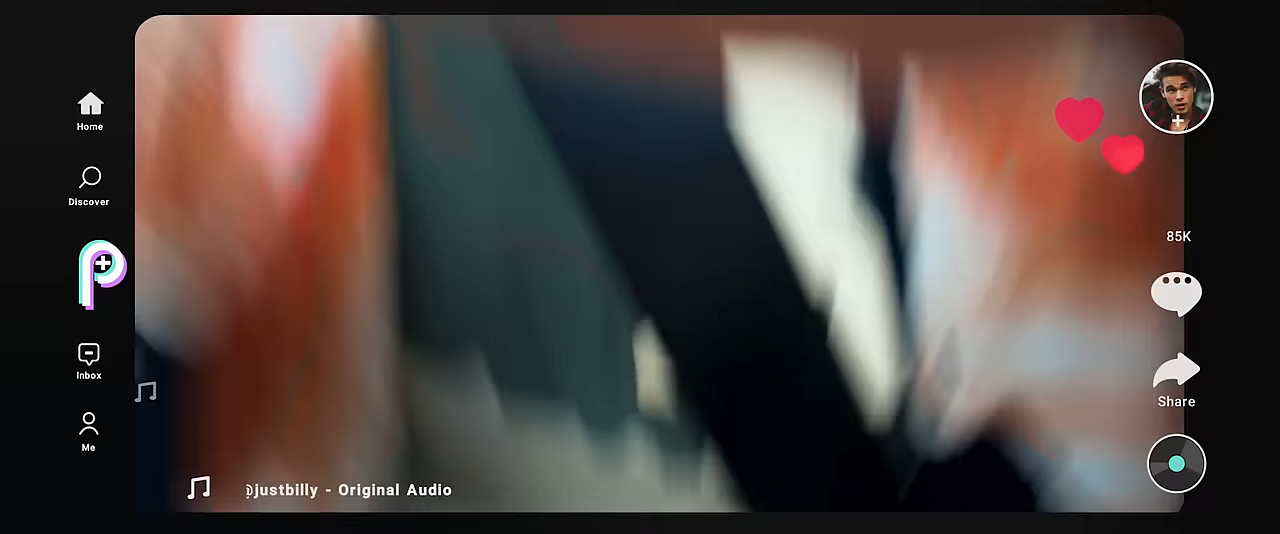 Home
Discover
Inbox
Me
85K
Share
@justbilly - Original Audio